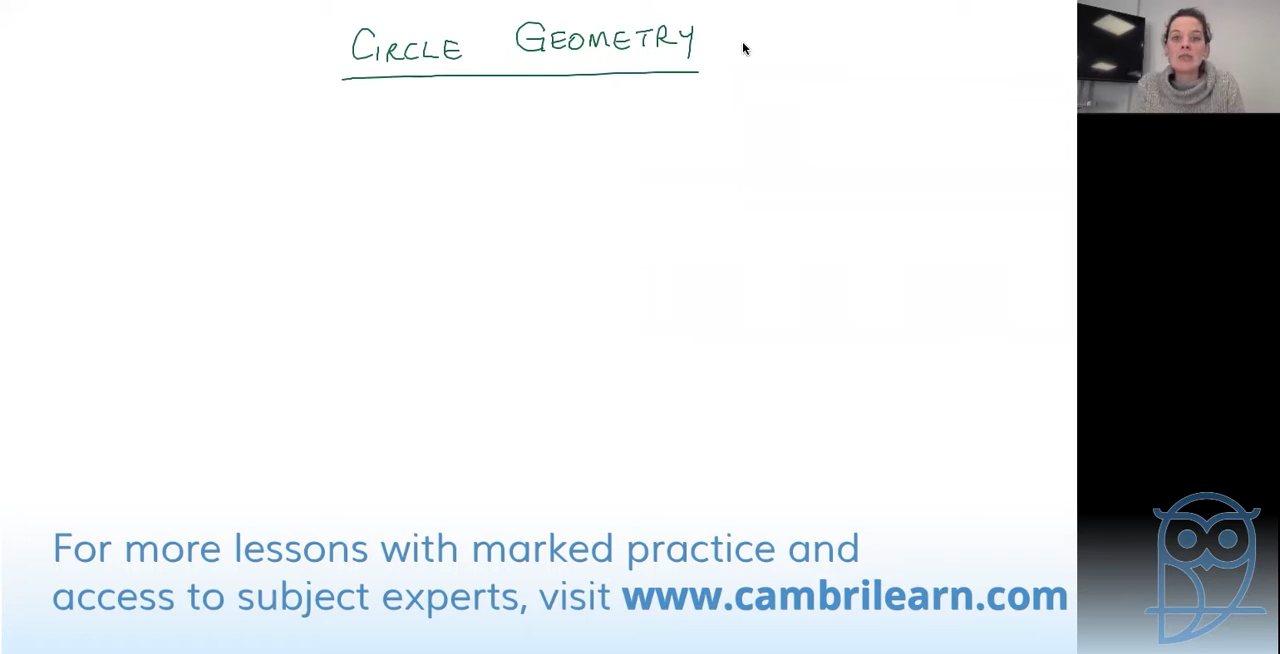 CIRCLE GEOMETRY
For more lessons with marked practice and
access to subject experts, visit www.cambrilearn.com